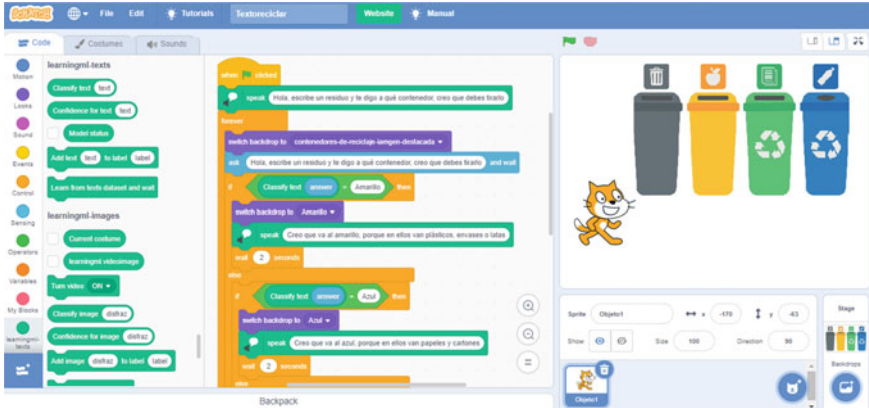 SCRATCH File Edit Tutorials Textoreciclar Website Manual
Code Costumes Sounds
Motion
Looks
Sound
Events
Control
Sensing
Operators
Variables
My Blocks
learningml-texts
learningml-texts
Classify text text
Confidence for text text
Model status
Add text text to label label
Learn from texts dataset and wait
learningml-images
Current costume
learningml videoimage
Turn video ON
Classify image disfraz
Confidence for image disfraz
Add image disfraz to label label
when clicked
speak Hola, escribe un residuo y te digo a qué contenedor, creo que debes tirarlo
forever
switch backdrop to contenedores-de-reciclaje-iamgen-destacada
ask Hola, escribe un residuo y te digo a qué contenedor, creo que debes tirarlo and wait
if Classify text answer = Amarillo then
switch backdrop to Amarillo
speak Creo que va al amarillo, porque en ellos van plásticos, envases o latas
wait 2 seconds
else
if Classify text answer = Azul then
switch backdrop to Azul
speak Creo que va al azul, porque en ellos van papeles y cartones
wait 2 seconds
else
Backpack
Sprite Objeto1 x -170 y -63
Show Size 100 Direction 90
Objeto1
Stage
Backdrops